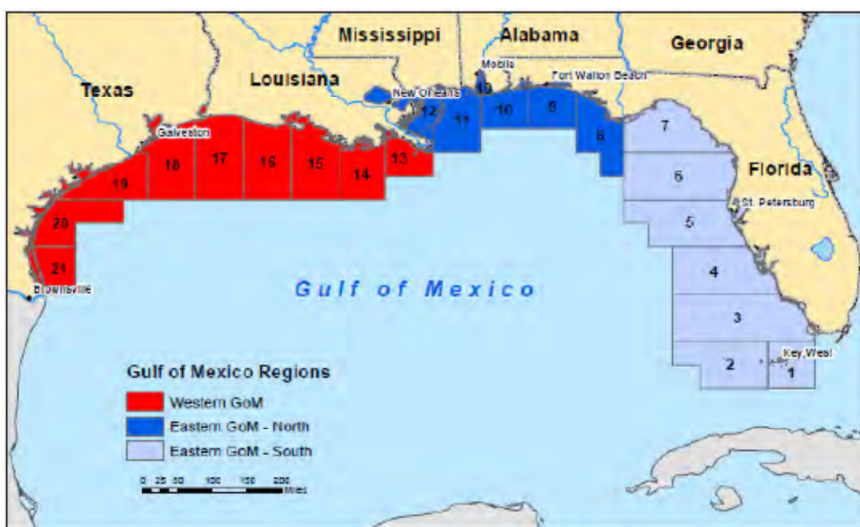 Mississippi
Alabama
Georgia
Texas
Louisiana
Mobile
Fort Walton Beach
New Orleans
Galveston
Florida
St. Petersburg
Brownsville
Key West
Gulf of Mexico
21
20
19
18
17
16
15
14
13
12
11
10
10
9
8
7
6
5
4
3
2
1
Gulf of Mexico Regions
Western GoM
Eastern GoM - North
Eastern GoM - South
0 25 50 100 150 200
Miles